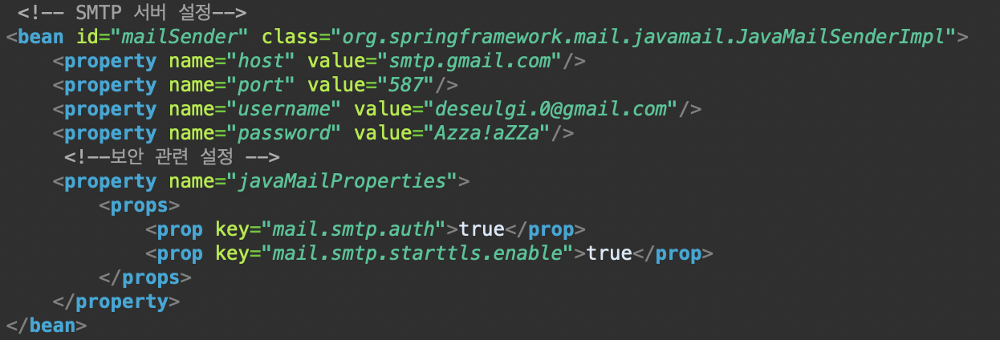 <!-- SMTP 서버 설정-->
<bean id="mailSender" class="org.springframework.mail.javamail.JavaMailSenderImpl">
<property name="host" value="smtp.gmail.com"/>
<property name="port" value="587"/>
<property name="username" value="deseulgi.0@gmail.com"/>
<property name="password" value="Azza!aZZa"/>
<!--보안 관련 설정 -->
<property name="javaMailProperties">
<props>
<prop key="mail.smtp.auth">true</prop>
<prop key="mail.smtp.starttls.enable">true</prop>
</props>
</property>
</bean>